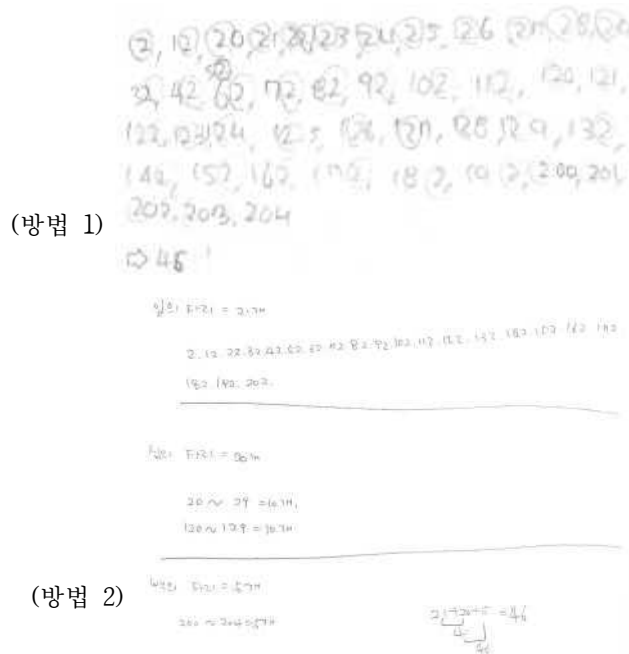 2, 12, 20, 21, 22, 23, 24, 25, 26, 27, 28, 29
52
32, 42, 62, 72, 82, 92, 102, 112, 120, 121,
122, 123, 124, 125, 126, 127, 128, 129, 132,
142, 152, 162, 172, 182, 192, 200, 201,
202, 203, 204
(방법 1)
⇨ 46
일의 자리 = 21개
2. 12. 22. 32. 42. 52. 62. 72. 82. 92. 102. 112. 122. 132. 142. 152. 162. 172
182. 192. 202.
십의 자리 = 20개
20 ~ 29 = 10개,
120 ~ 129 = 10개
(방법 2)
백의 자리 = 5개
200 ~ 204 = 5개
21+20+5 = 46
41
46